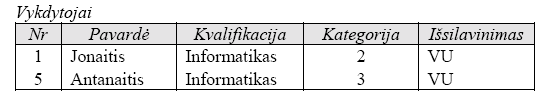 Vykdytojai
Nr Pavardė Kvalifikacija Kategorija Išsilavinimas
1 Jonaitis Informatikas 2 VU
5 Antanaitis Informatikas 3 VU